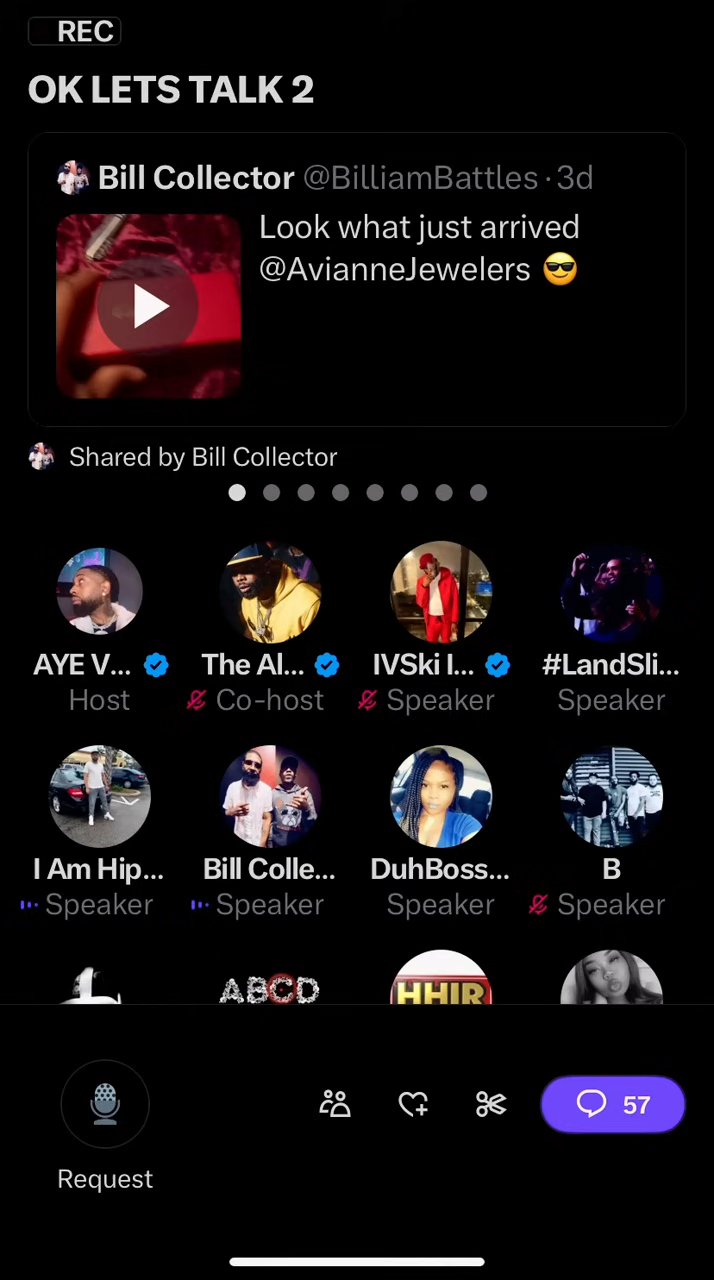 REC
OK LETS TALK 2
Bill Collector @BilliamBattles · 3d
Look what just arrived
@AvianneJewelers 😎
Shared by Bill Collector
AYE V... The Al... IVSki I... #LandSli...
Host Co-host Speaker Speaker
I Am Hip... Bill Colle... DuhBoss... B
Speaker Speaker Speaker Speaker
ABCD HHIR
57
Request